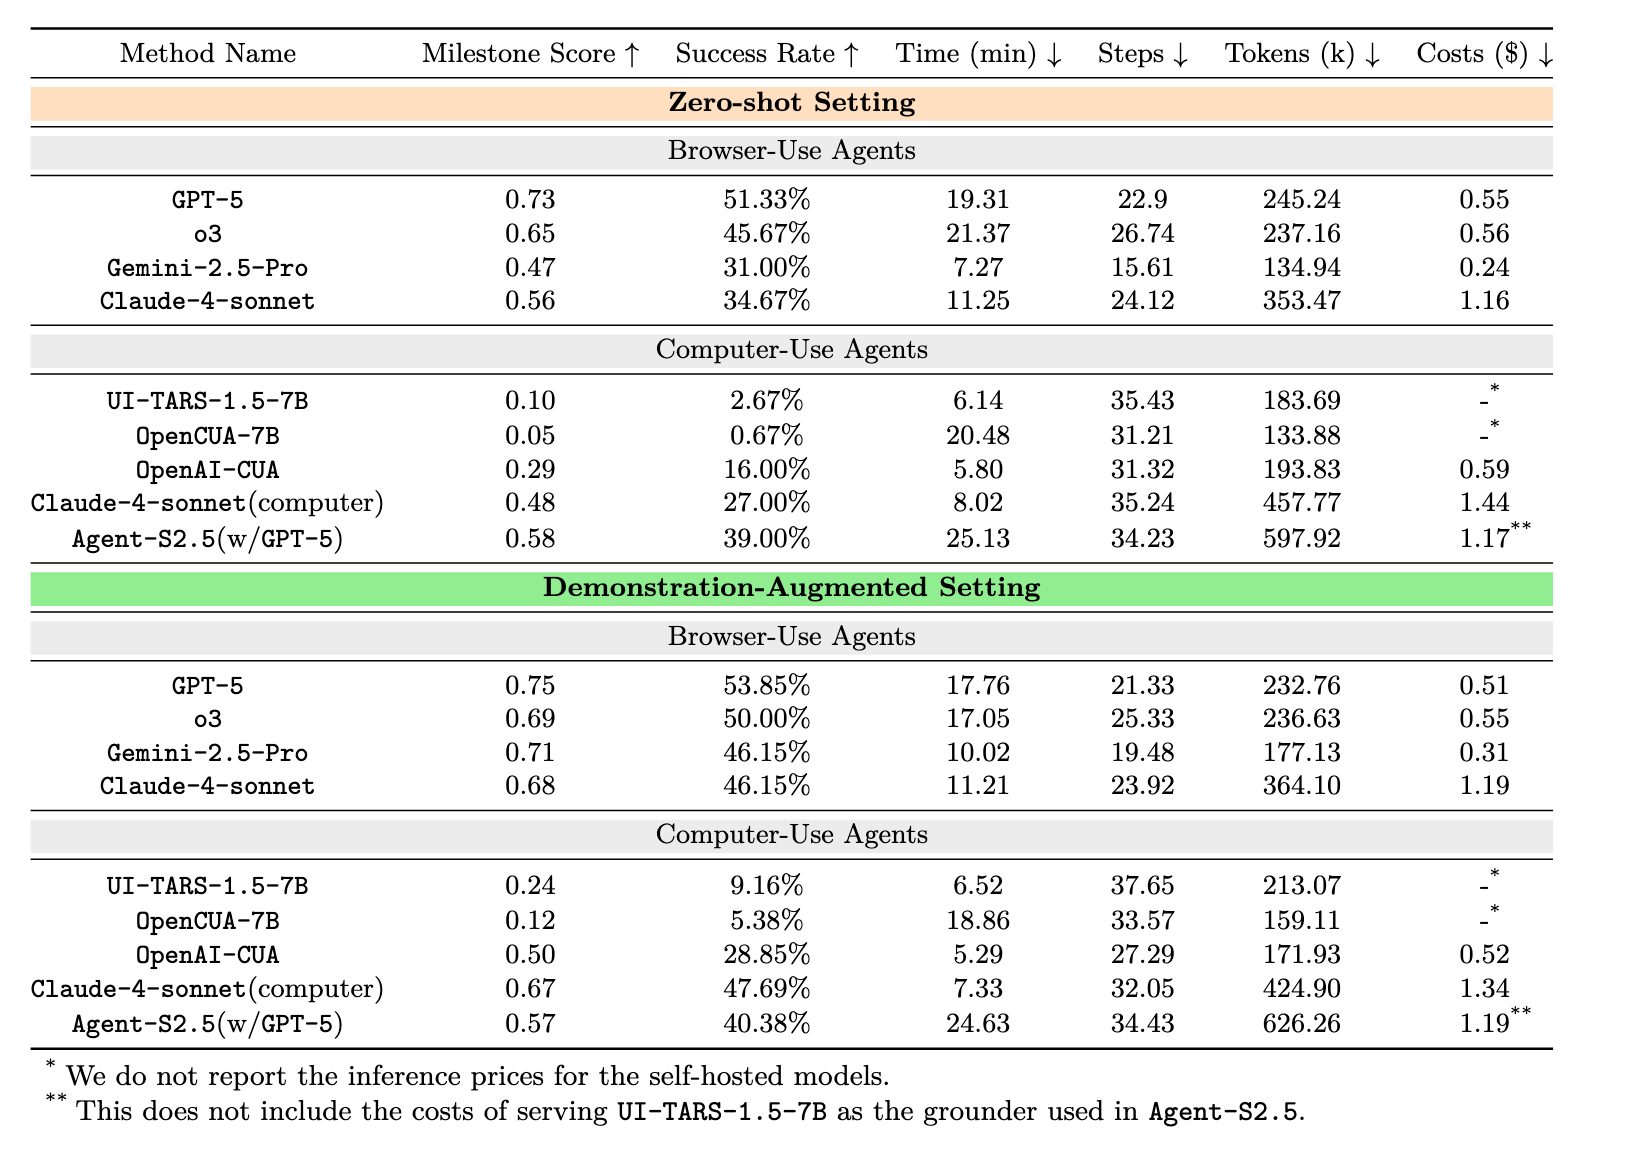 Method Name Milestone Score ↑ Success Rate ↑ Time (min) ↓ Steps ↓ Tokens (k) ↓ Costs ($) ↓
Zero-shot Setting
Browser-Use Agents
GPT-5 0.73 51.33% 19.31 22.9 245.24 0.55
o3 0.65 45.67% 21.37 26.74 237.16 0.56
Gemini-2.5-Pro 0.47 31.00% 7.27 15.61 134.94 0.24
Claude-4-sonnet 0.56 34.67% 11.25 24.12 353.47 1.16
Computer-Use Agents
UI-TARS-1.5-7B 0.10 2.67% 6.14 35.43 183.69 -*
OpenCUA-7B 0.05 0.67% 20.48 31.21 133.88 -*
OpenAI-CUA 0.29 16.00% 5.80 31.32 193.83 0.59
Claude-4-sonnet(computer) 0.48 27.00% 8.02 35.24 457.77 1.44
Agent-S2.5(w/GPT-5) 0.58 39.00% 25.13 34.23 597.92 1.17**
Demonstration-Augmented Setting
Browser-Use Agents
GPT-5 0.75 53.85% 17.76 21.33 232.76 0.51
o3 0.69 50.00% 17.05 25.33 236.63 0.55
Gemini-2.5-Pro 0.71 46.15% 10.02 19.48 177.13 0.31
Claude-4-sonnet 0.68 46.15% 11.21 23.92 364.10 1.19
Computer-Use Agents
UI-TARS-1.5-7B 0.24 9.16% 6.52 37.65 213.07 -*
OpenCUA-7B 0.12 5.38% 18.86 33.57 159.11 -*
OpenAI-CUA 0.50 28.85% 5.29 27.29 171.93 0.52
Claude-4-sonnet(computer) 0.67 47.69% 7.33 32.05 424.90 1.34
Agent-S2.5(w/GPT-5) 0.57 40.38% 24.63 34.43 626.26 1.19**
* We do not report the inference prices for the self-hosted models.
** This does not include the costs of serving UI-TARS-1.5-7B as the grounder used in Agent-S2.5.